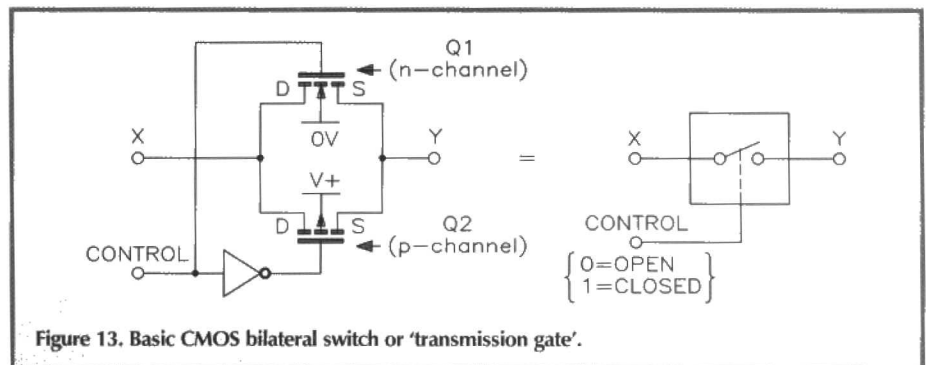 Q1
(n-channel)
D S
0V
X Y
V+
D S
Q2
(p-channel)
CONTROL
=
X Y
CONTROL
0=OPEN
1=CLOSED
Figure 13. Basic CMOS bilateral switch or 'transmission gate'.